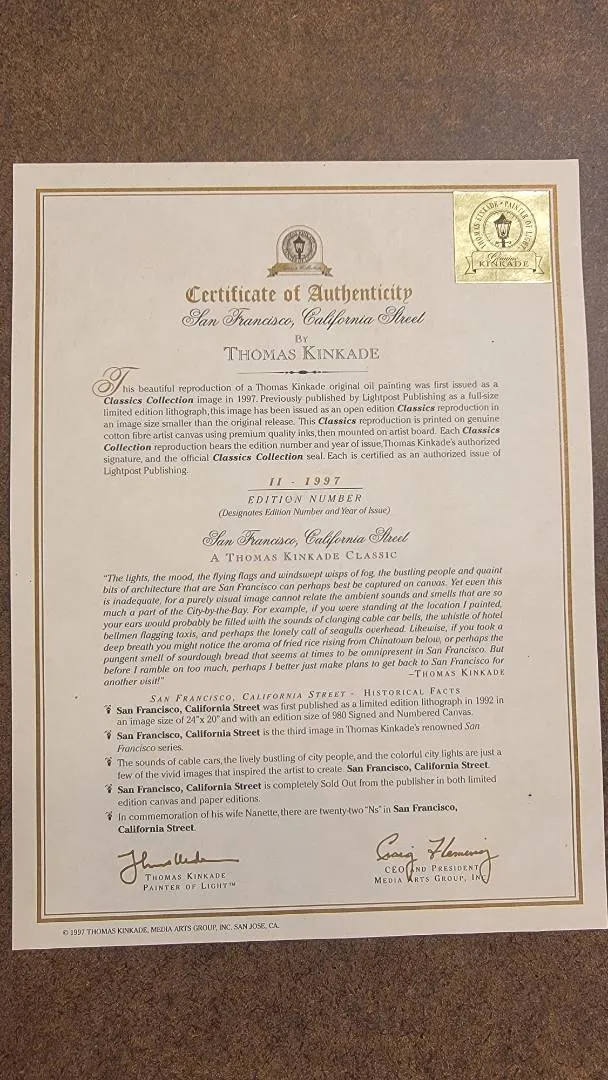 THOMAS KINKADE • PAINTER OF LIGHT
Genuine
KINKADE
Classics Collection
Certificate of Authenticity
San Francisco, California Street
BY
THOMAS KINKADE
This beautiful reproduction of a Thomas Kinkade original oil painting was first issued as a
Classics Collection image in 1997. Previously published by Lightpost Publishing as a full-size
limited edition lithograph, this image has been issued as an open edition Classics reproduction in
an image size smaller than the original release. This Classics reproduction is printed on genuine
cotton fibre artist canvas using premium quality inks, then mounted on artist board. Each Classics
Collection reproduction bears the edition number and year of issue, Thomas Kinkade's authorized
signature, and the official Classics Collection seal. Each is certified as an authorized issue of
Lightpost Publishing.
II - 1997
EDITION NUMBER
(Designates Edition Number and Year of Issue)
San Francisco, California Street
A THOMAS KINKADE CLASSIC
"The lights, the mood, the flying flags and windswept wisps of fog, the bustling people and quaint
bits of architecture that are San Francisco can perhaps best be captured on canvas. Yet even this
is inadequate, for a purely visual image cannot relate the ambient sounds and smells that are so
much a part of the City-by-the-Bay. For example, if you were standing at the location I painted,
your ears would probably be filled with the sounds of clanging cable car bells, the whistle of hotel
bellmen flagging taxis, and perhaps the lonely call of seagulls overhead. Likewise, if you took a
deep breath you might notice the aroma of fried rice rising from Chinatown below, or perhaps the
pungent smell of sourdough bread that seems at times to be omnipresent in San Francisco. But
before I ramble on too much, perhaps I better just make plans to get back to San Francisco for
another visit!"
–THOMAS KINKADE
SAN FRANCISCO, CALIFORNIA STREET - HISTORICAL FACTS
San Francisco, California Street was first published as a limited edition lithograph in 1992 in
an image size of 24"x 20" and with an edition size of 980 Signed and Numbered Canvas.
San Francisco, California Street is the third image in Thomas Kinkade's renowned San
Francisco series.
The sounds of cable cars, the lively bustling of city people, and the colorful city lights are just a
few of the vivid images that inspired the artist to create San Francisco, California Street.
San Francisco, California Street is completely Sold Out from the publisher in both limited
edition canvas and paper editions.
In commemoration of his wife Nanette, there are twenty-two "Ns" in San Francisco,
California Street.
THOMAS KINKADE
PAINTER OF LIGHT™
Craig Fleming
CEO AND PRESIDENT
MEDIA ARTS GROUP, INC.
© 1997 THOMAS KINKADE, MEDIA ARTS GROUP, INC. SAN JOSE, CA.